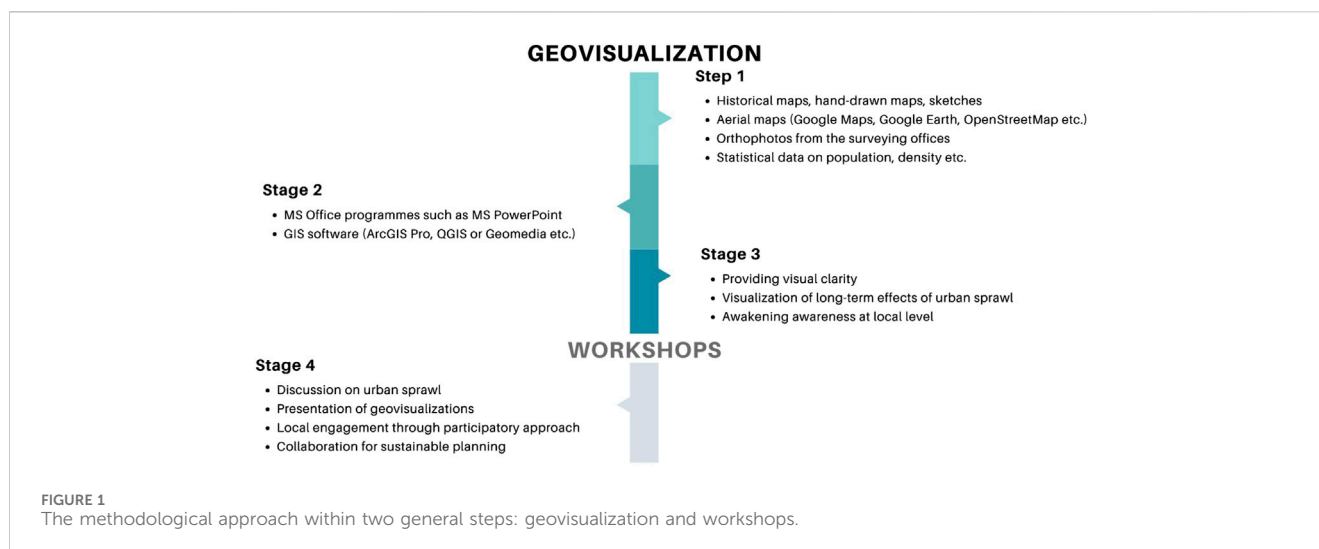 GEOVISUALIZATION
Step 1
• Historical maps, hand-drawn maps, sketches
• Aerial maps (Google Maps, Google Earth, OpenStreetMap etc.)
• Orthophotos from the surveying offices
• Statistical data on population, density etc.
Stage 2
• MS Office programmes such as MS PowerPoint
• GIS software (ArcGIS Pro, QGIS or Geomedia etc.)
Stage 3
• Providing visual clarity
• Visualization of long-term effects of urban sprawl
• Awakening awareness at local level
WORKSHOPS
Stage 4
• Discussion on urban sprawl
• Presentation of geovisualizations
• Local engagement through participatory approach
• Collaboration for sustainable planning
FIGURE 1
The methodological approach within two general steps: geovisualization and workshops.